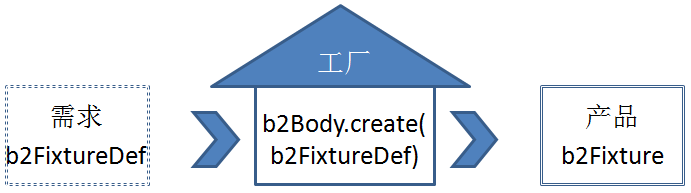 需求
b2FixtureDef
工厂
b2Body.create(
b2FixtureDef)
产品
b2Fixture